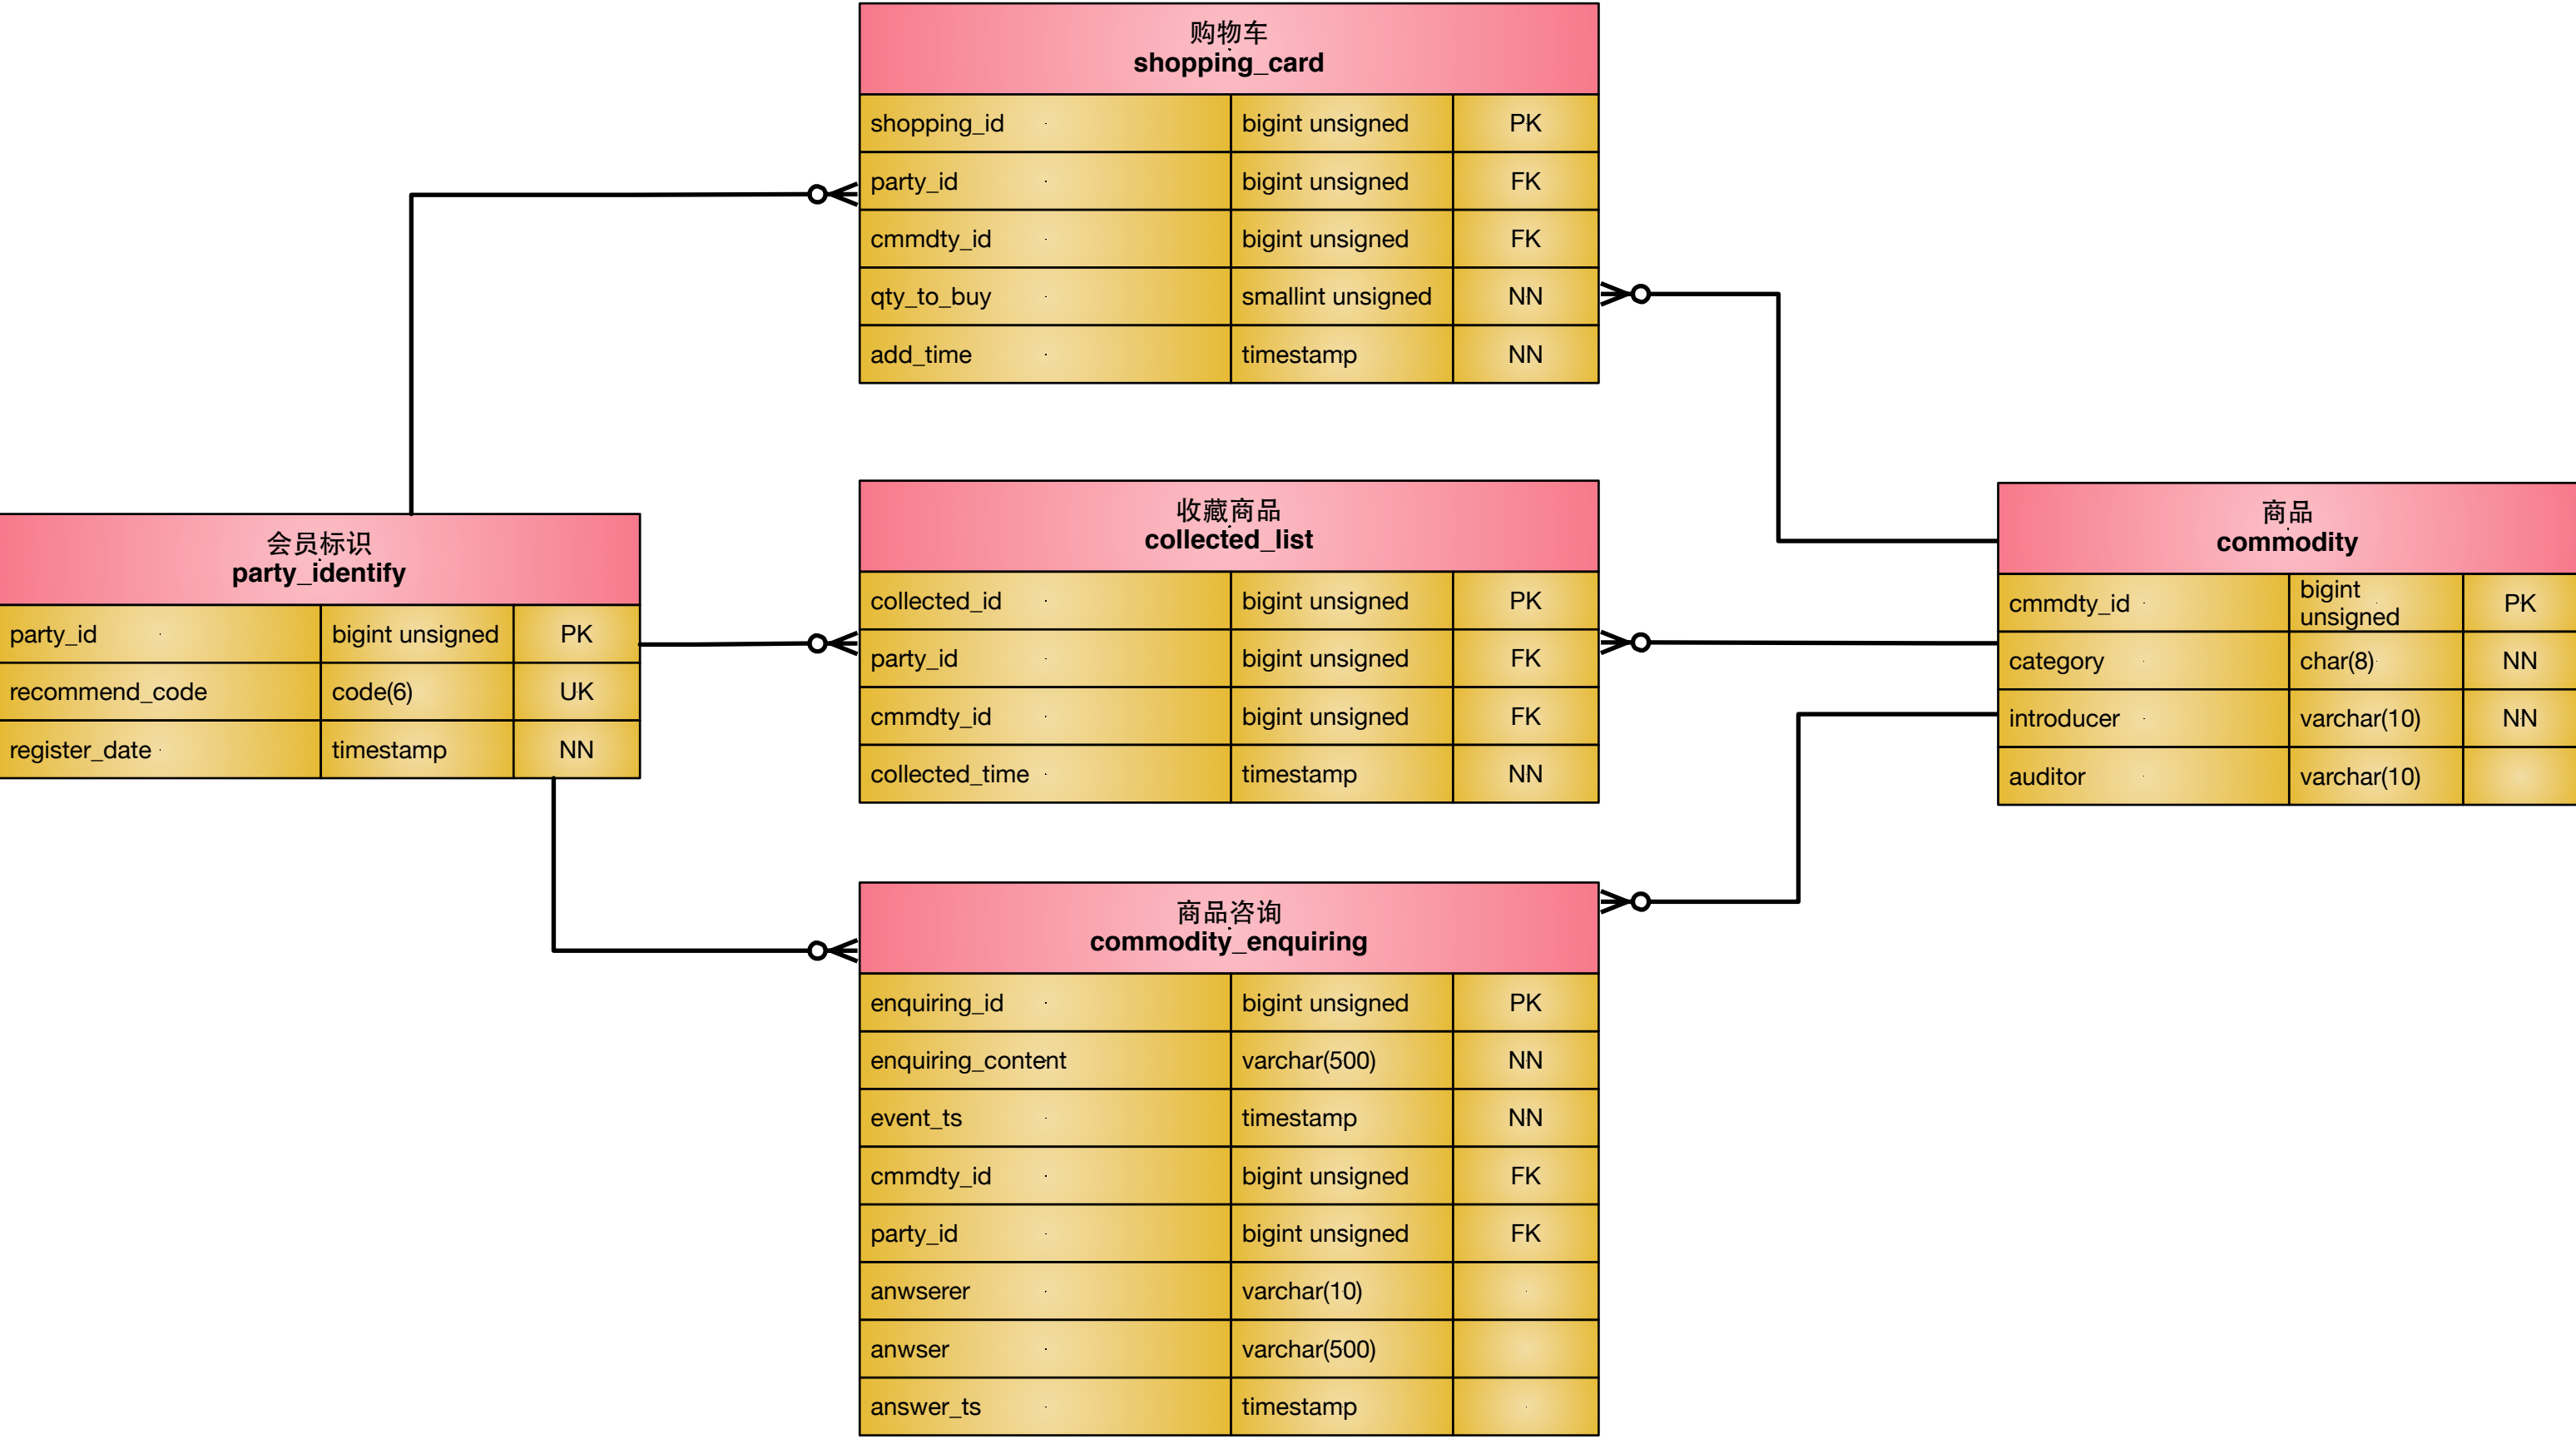 购物车
shopping_card
shopping_id bigint unsigned PK
party_id bigint unsigned FK
cmmdty_id bigint unsigned FK
qty_to_buy smallint unsigned NN
add_time timestamp NN
会员标识
party_identify
party_id bigint unsigned PK
recommend_code code(6) UK
register_date timestamp NN
收藏商品
collected_list
collected_id bigint unsigned PK
party_id bigint unsigned FK
cmmdty_id bigint unsigned FK
collected_time timestamp NN
商品
commodity
cmmdty_id bigint unsigned PK
category char(8) NN
introducer varchar(10) NN
auditor varchar(10)
商品咨询
commodity_enquiring
enquiring_id bigint unsigned PK
enquiring_content varchar(500) NN
event_ts timestamp NN
cmmdty_id bigint unsigned FK
party_id bigint unsigned FK
anwserer varchar(10)
anwser varchar(500)
answer_ts timestamp